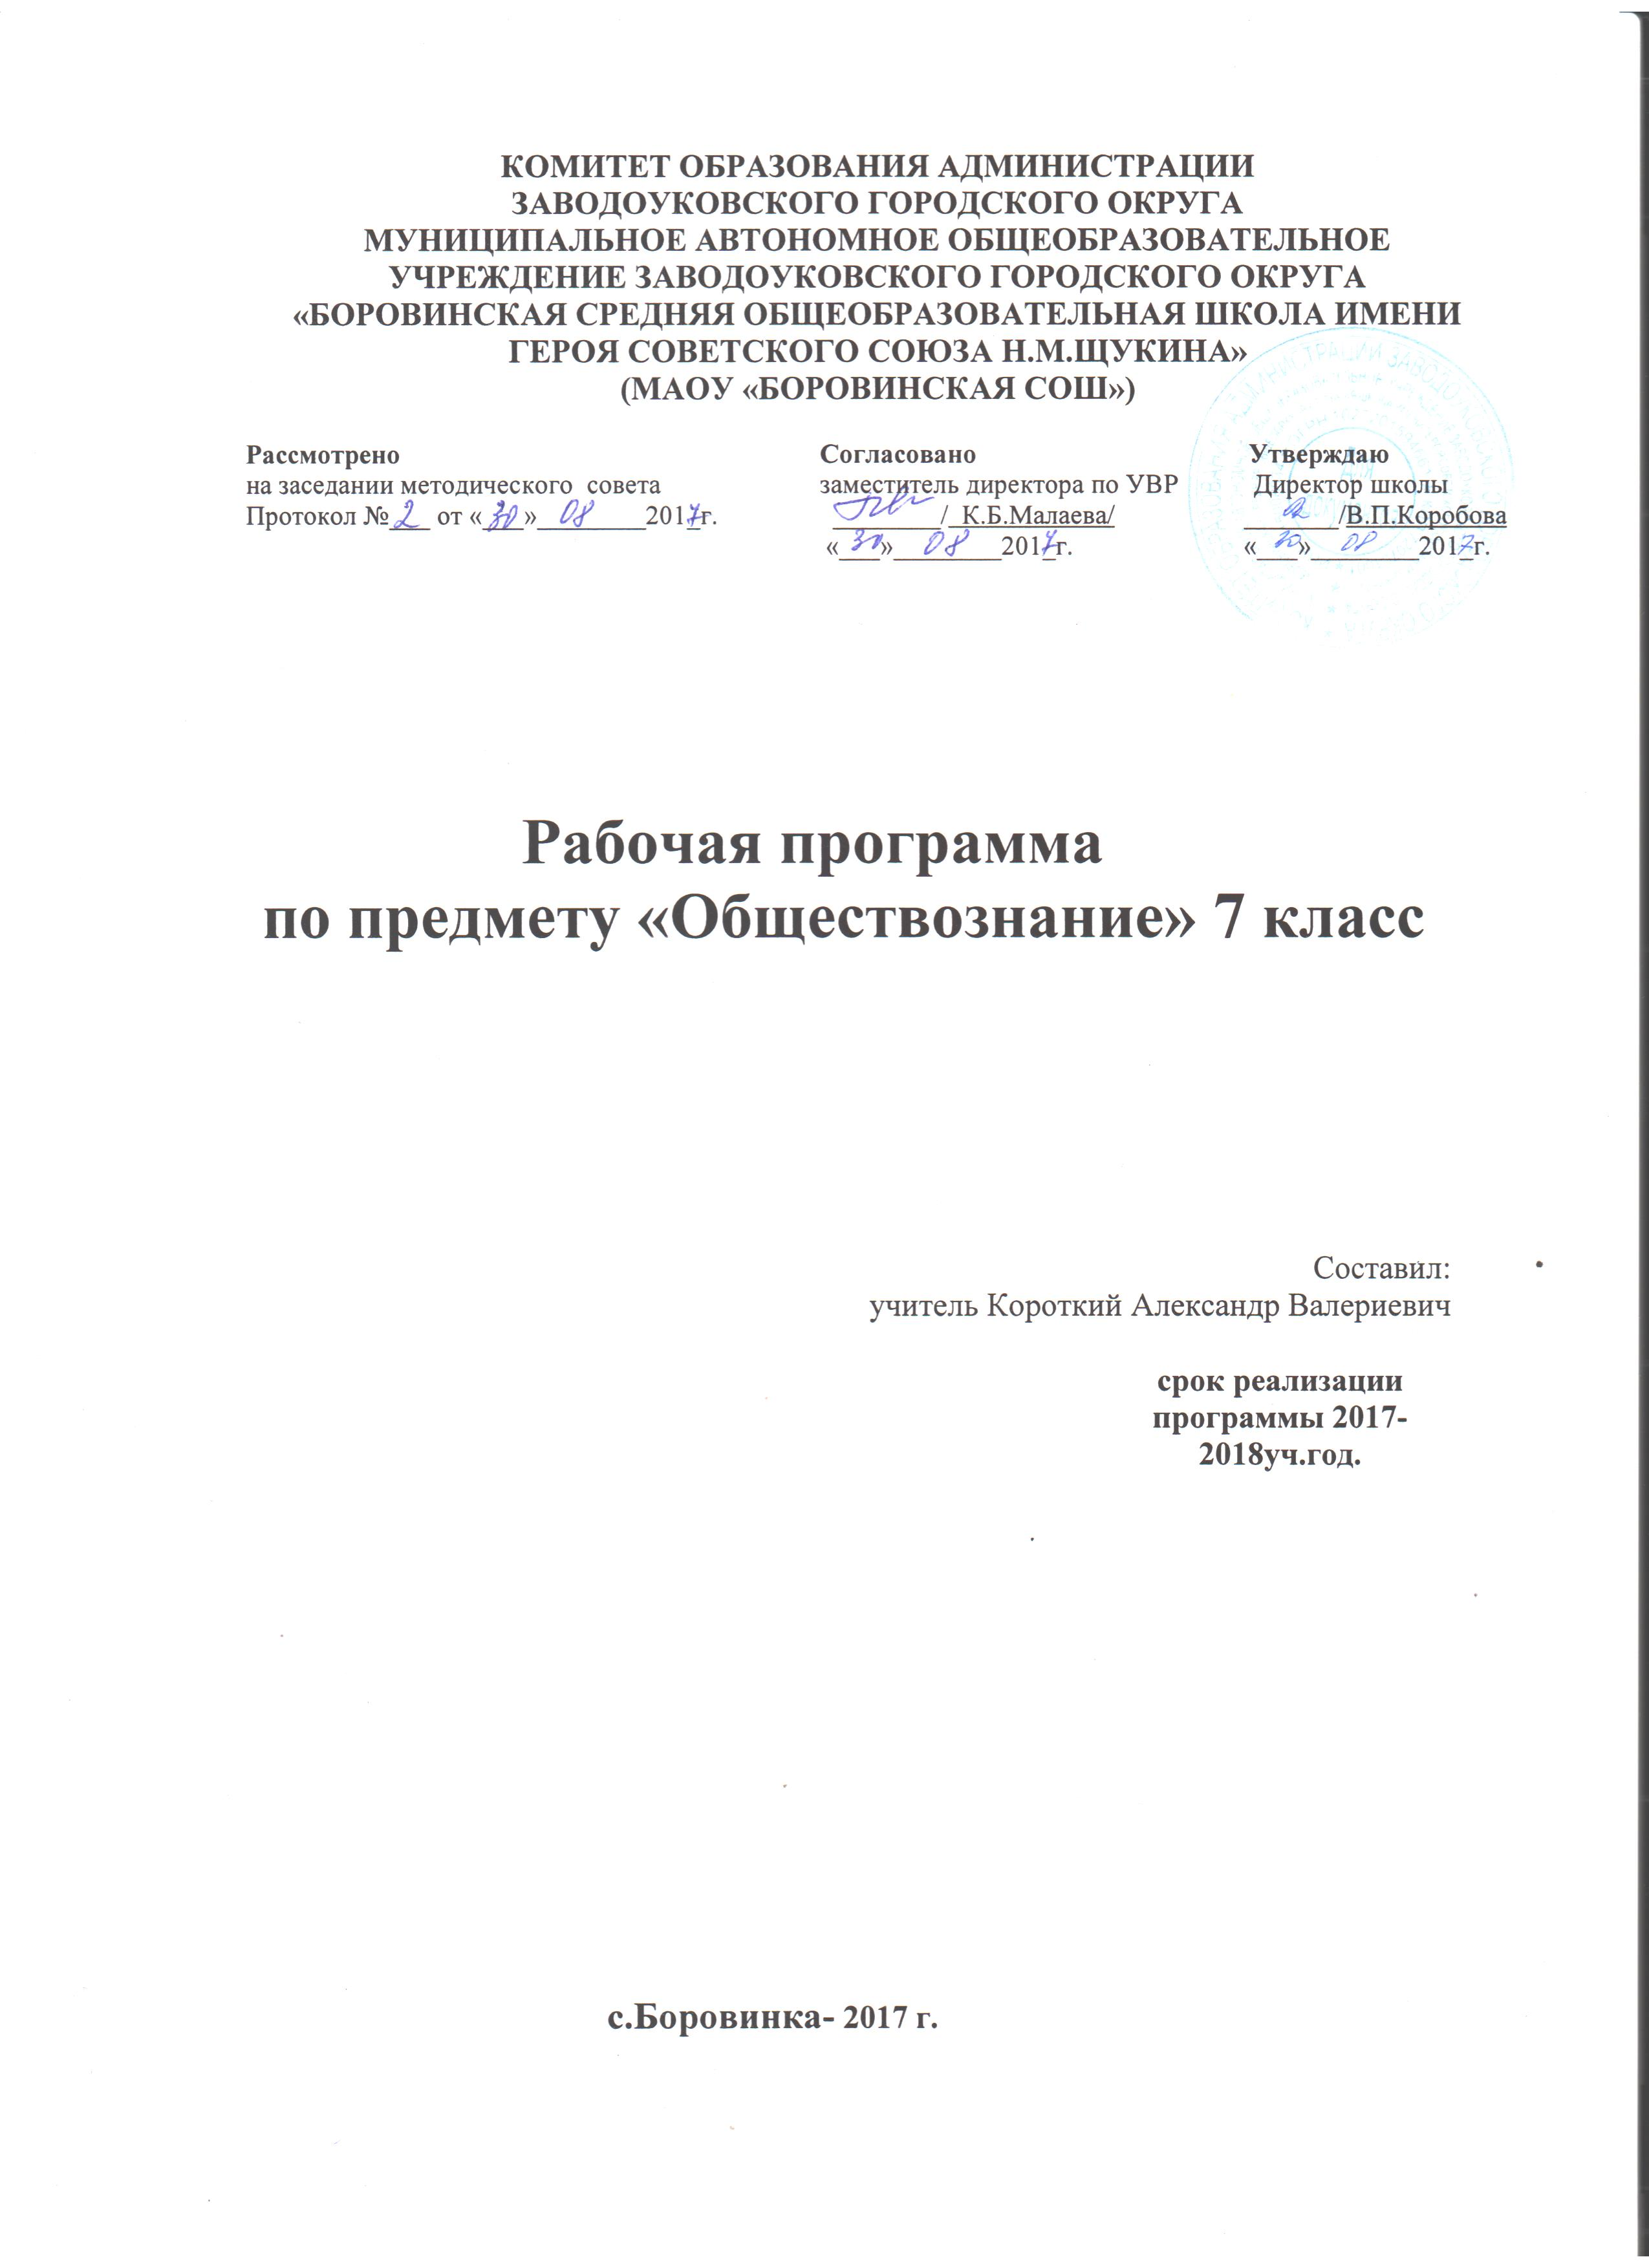 КОМИТЕТ ОБРАЗОВАНИЯ АДМИНИСТРАЦИИ
ЗАВОДОУКОВСКОГО ГОРОДСКОГО ОКРУГА
МУНИЦИПАЛЬНОЕ АВТОНОМНОЕ ОБЩЕОБРАЗОВАТЕЛЬНОЕ
УЧРЕЖДЕНИЕ ЗАВОДОУКОВСКОГО ГОРОДСКОГО ОКРУГА
«БОРОВИНСКАЯ СРЕДНЯЯ ОБЩЕОБРАЗОВАТЕЛЬНАЯ ШКОЛА ИМЕНИ
ГЕРОЯ СОВЕТСКОГО СОЮЗА Н.М.ЩУКИНА»
(МАОУ «БОРОВИНСКАЯ СОШ»)
Рассмотрено Согласовано Утверждаю
на заседании методического совета заместитель директора по УВР Директор школы
Протокол № 2 от «30» 08 2017г. / К.Б.Малаева/ /В.П.Коробова
«30» 08 2017г. «30» 08 2017г.
Рабочая программа
по предмету «Обществознание» 7 класс
Составил:
учитель Короткий Александр Валериевич
срок реализации
программы 2017-
2018уч.год.
с.Боровинка- 2017 г.